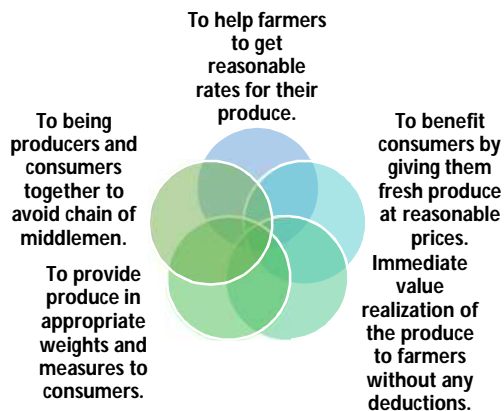 To help farmers
to get
reasonable
rates for their
produce.
To benefit
consumers by
giving them
fresh produce
at reasonable
prices.
Immediate
value
realization of
the produce
to farmers
without any
deductions.
To provide
produce in
appropriate
weights and
measures to
consumers.
To being
producers and
consumers
together to
avoid chain of
middlemen.